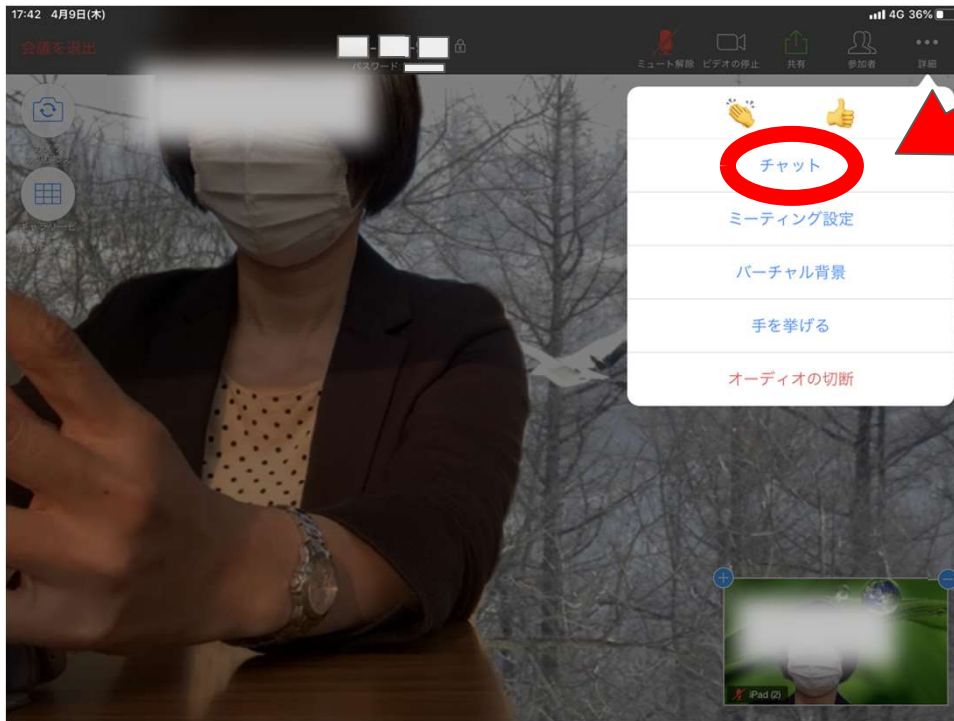 17:42 4月9日(木)
4G 36%
会議を退出
パスワード
ミュート解除
ビデオの停止
共有
参加者
詳細
チャット
ミーティング設定
バーチャル背景
手を挙げる
オーディオの切断
iPad (2)